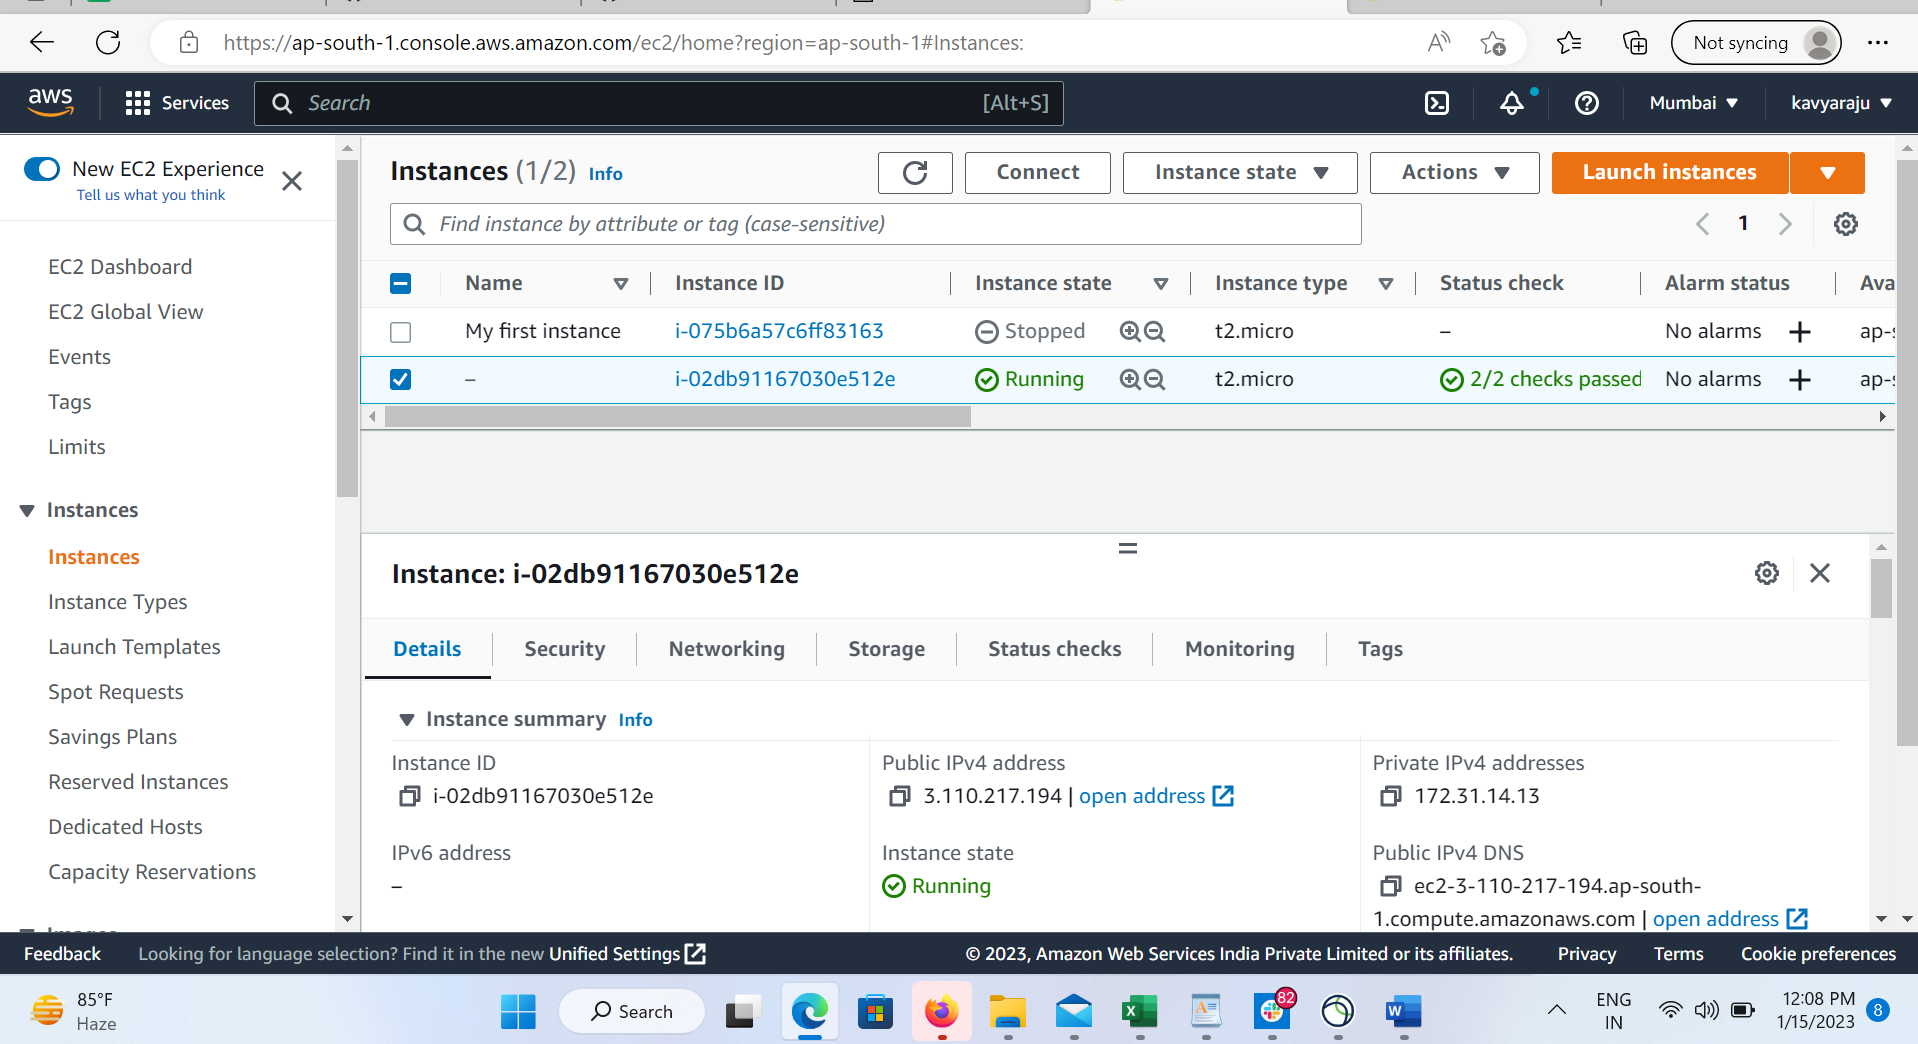 https://ap-south-1.console.aws.amazon.com/ec2/home?region=ap-south-1#Instances:
Not syncing
aws
Services
Search
[Alt+S]
Mumbai
kavyaraju
New EC2 Experience
Tell us what you think
EC2 Dashboard
EC2 Global View
Events
Tags
Limits
Instances
Instances
Instance Types
Launch Templates
Spot Requests
Savings Plans
Reserved Instances
Dedicated Hosts
Capacity Reservations
Images
Instances (1/2) Info
Connect
Instance state
Actions
Launch instances
Find instance by attribute or tag (case-sensitive)
1
Name Instance ID Instance state Instance type Status check Alarm status Ava
My first instance i-075b6a57c6ff83163 Stopped t2.micro – No alarms + ap-s
– i-02db91167030e512e Running t2.micro 2/2 checks passed No alarms + ap-s
Instance: i-02db91167030e512e
Details Security Networking Storage Status checks Monitoring Tags
Instance summary Info
Instance ID
i-02db91167030e512e
Public IPv4 address
3.110.217.194 | open address
Private IPv4 addresses
172.31.14.13
IPv6 address
–
Instance state
Running
Public IPv4 DNS
ec2-3-110-217-194.ap-south-
1.compute.amazonaws.com | open address
Feedback
Looking for language selection? Find it in the new Unified Settings
© 2023, Amazon Web Services India Private Limited or its affiliates.
Privacy
Terms
Cookie preferences
85°F
Haze
Search
82
ENG
IN
12:08 PM
1/15/2023
8